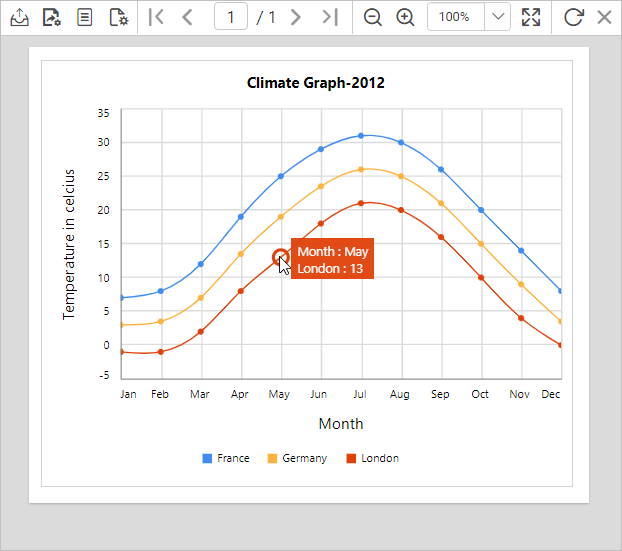 1 / 1 100%
Climate Graph-2012
Temperature in celcius
35
30
25
20
15
10
5
0
-5
Month : May
London : 13
Jan Feb Mar Apr May Jun Jul Aug Sep Oct Nov Dec
Month
France Germany London